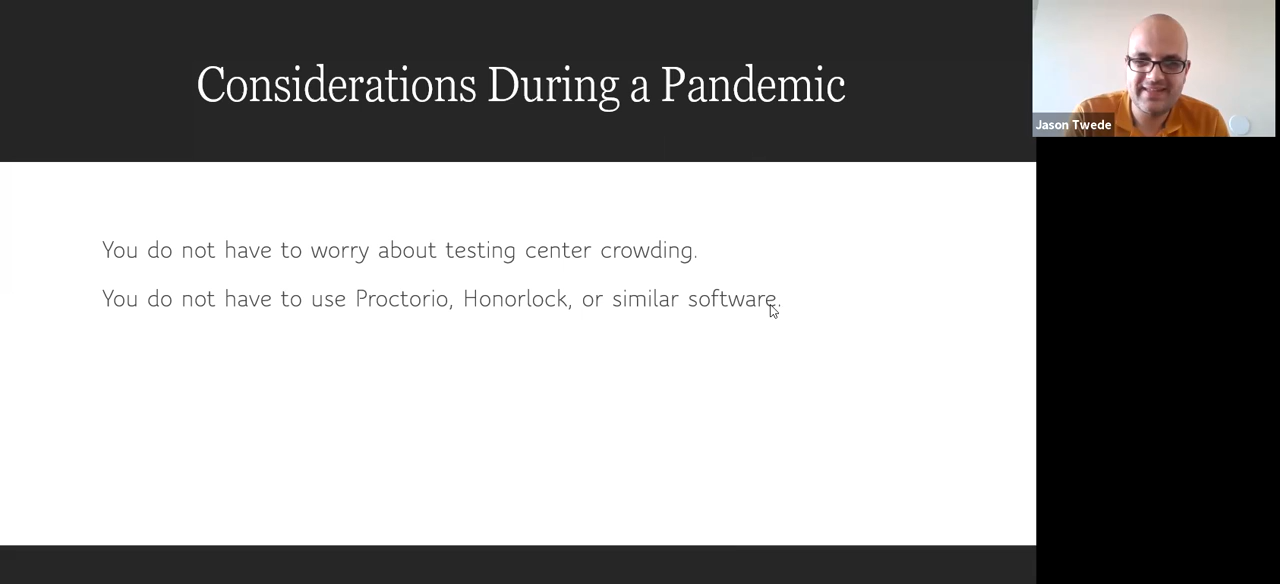 Considerations During a Pandemic
Jason Twede
You do not have to worry about testing center crowding.
You do not have to use Proctorio, Honorlock, or similar software.